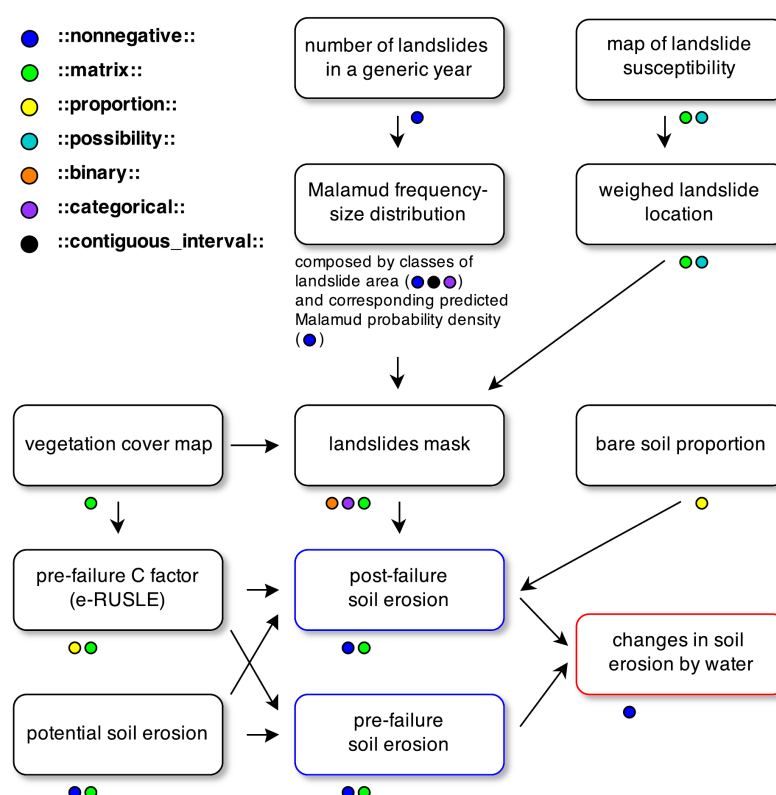 ::nonnegative::
::matrix::
::proportion::
::possibility::
::binary::
::categorical::
::contiguous_interval::
number of landslides
in a generic year
map of landslide
susceptibility
Malamud frequency-
size distribution
weighed landslide
location
composed by classes of
landslide area ( )
and corresponding predicted
Malamud probability density
( )
vegetation cover map
landslides mask
bare soil proportion
pre-failure C factor
(e-RUSLE)
post-failure
soil erosion
changes in soil
erosion by water
potential soil erosion
pre-failure
soil erosion